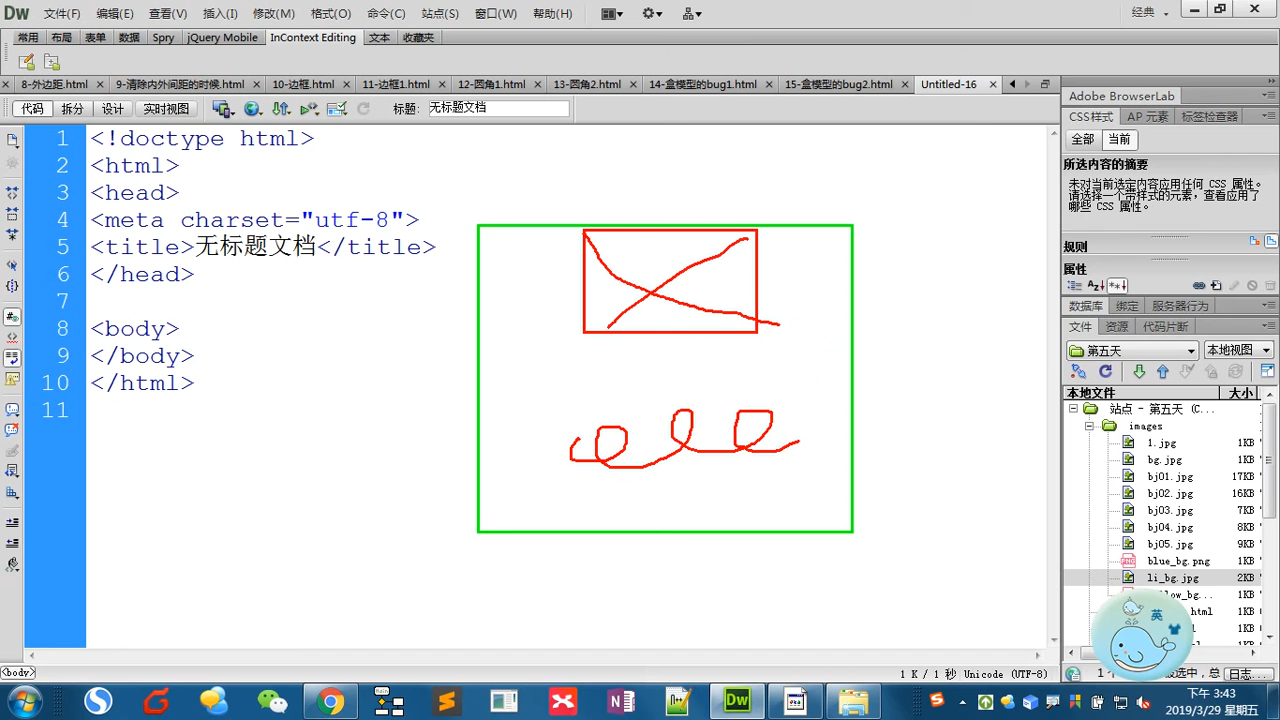 Dw 文件(F) 编辑(E) 查看(V) 插入(I) 修改(M) 格式(O) 命令(C) 站点(S) 窗口(W) 帮助(H) 经典
常用 布局 表单 数据 Spry jQuery Mobile InContext Editing 文本 收藏夹
8-外边距.html 9-清除内外间距的时候.html 10-边框.html 11-边框1.html 12-圆角1.html 13-圆角2.html 14-盒模型的bug1.html 15-盒模型的bug2.html Untitled-16
代码 拆分 设计 实时视图 标题: 无标题文档
1 <!doctype html>
2 <html>
3 <head>
4 <meta charset="utf-8">
5 <title>无标题文档</title>
6 </head>
7
8 <body>
9 </body>
10 </html>
11
Adobe BrowserLab
CSS样式 AP 元素 标签检查器
全部 当前
所选内容的摘要
未对当前选定内容应用任何 CSS 属性。
请选择一个带样式的元素，查看应用了
哪些 CSS 属性。
规则
属性
数据库 绑定 服务器行为
文件 资源 代码片断
第五天 本地视图
本地文件 大小
站点 - 第五天 (C...
images
1.jpg 1KB
bg.jpg 1KB
bj01.jpg 17KB
bj02.jpg 16KB
bj03.jpg 7KB
bj04.jpg 8KB
bj05.jpg 9KB
blue_bg.png 1KB
li_bg.jpg 2KB
1KB
html 1KB
1KB
英
日志...
<body> 1 K / 1 秒 Unicode (UTF-8)
下午 3:43
2019/3/29 星期五